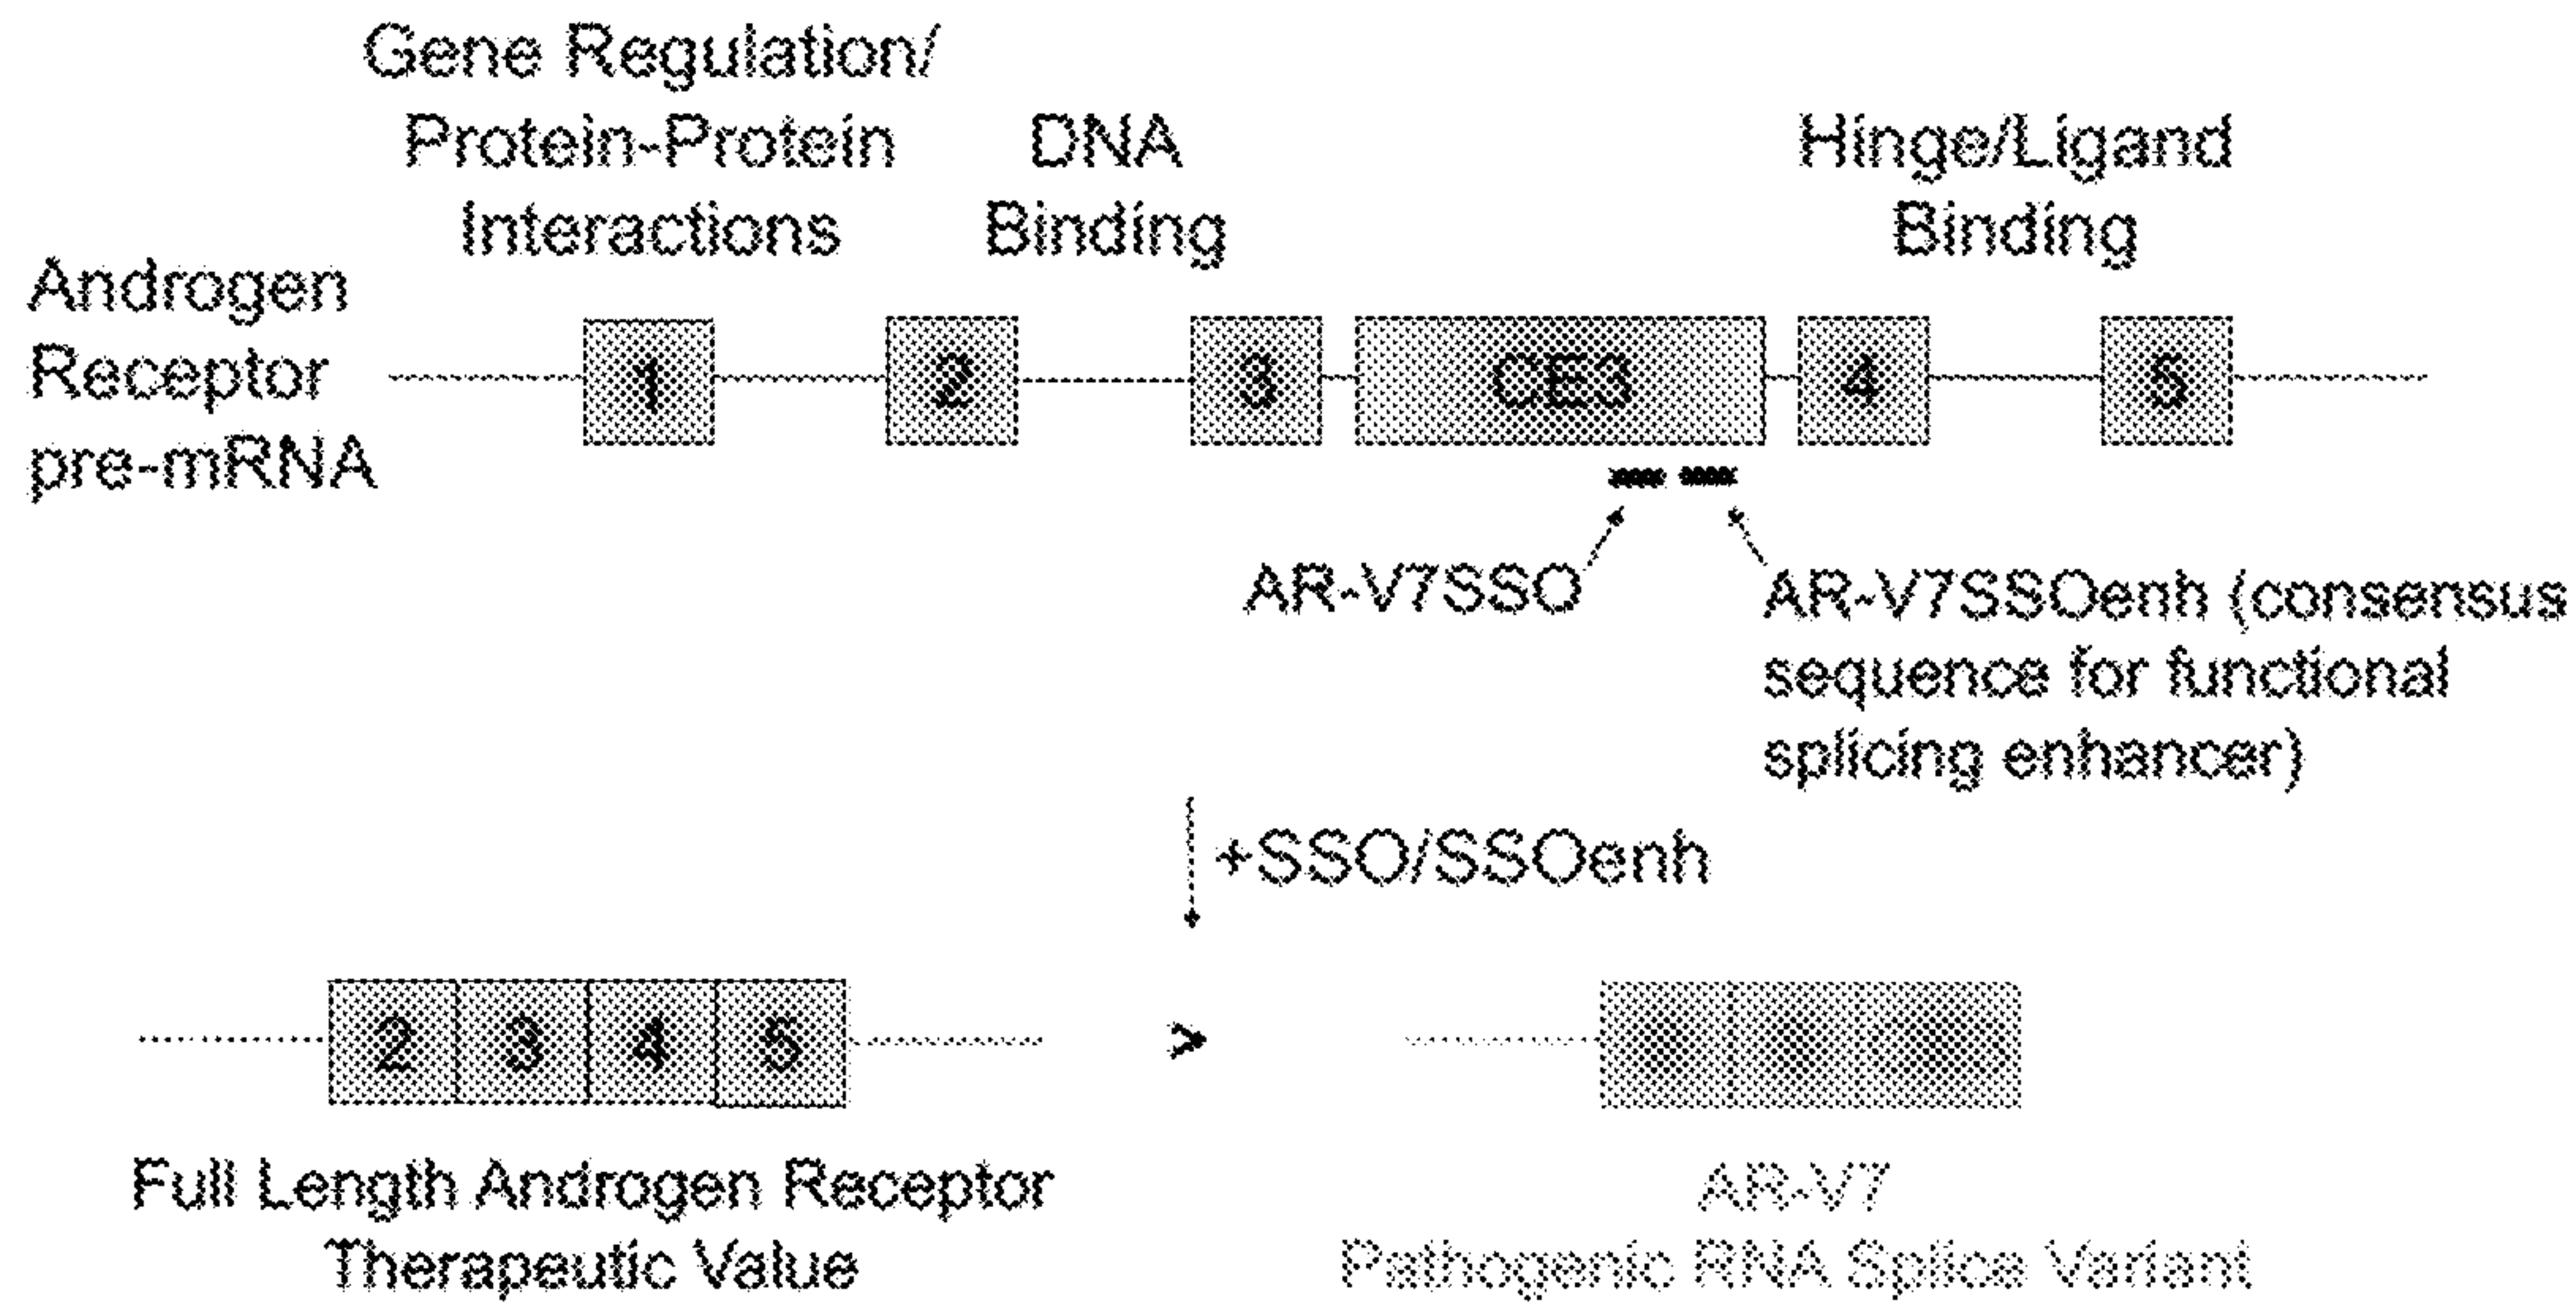 Gene Regulation/
Protein-Protein
Interactions
DNA
Binding
Hinge/Ligand
Binding
Androgen
Receptor
pre-mRNA
1
2
3
CE3
4
5
AR-V7SSO
AR-V7SSOenh (consensus
sequence for functional
splicing enhancer)
+SSO/SSOenh
2
3
4
5
>
Full Length Androgen Receptor
Therapeutic Value
AR-V7
Pathogenic RNA Splice Variant